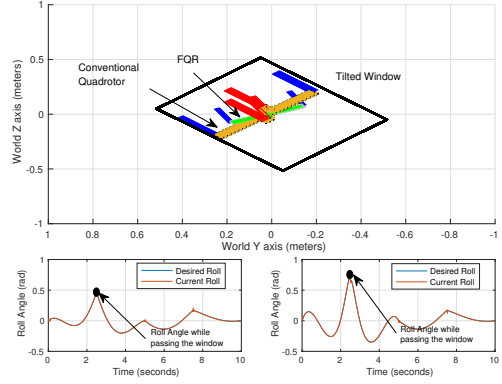 1
0.5
0
-0.5
-1
World Z axis (meters)
Conventional
Quadrotor
FQR
Tilted Window
1 0.8 0.6 0.4 0.2 0 -0.2 -0.4 -0.6 -0.8 -1
World Y axis (meters)
1
0.5
0
-0.5
Roll Angle (rad)
Desired Roll
Current Roll
Roll Angle while
passing the window
0 2 4 6 8 10
Time (seconds)
1
0.5
0
-0.5
Roll Angle (rad)
Desired Roll
Current Roll
Roll Angle while
passing the window
0 2 4 6 8 10
Time (seconds)